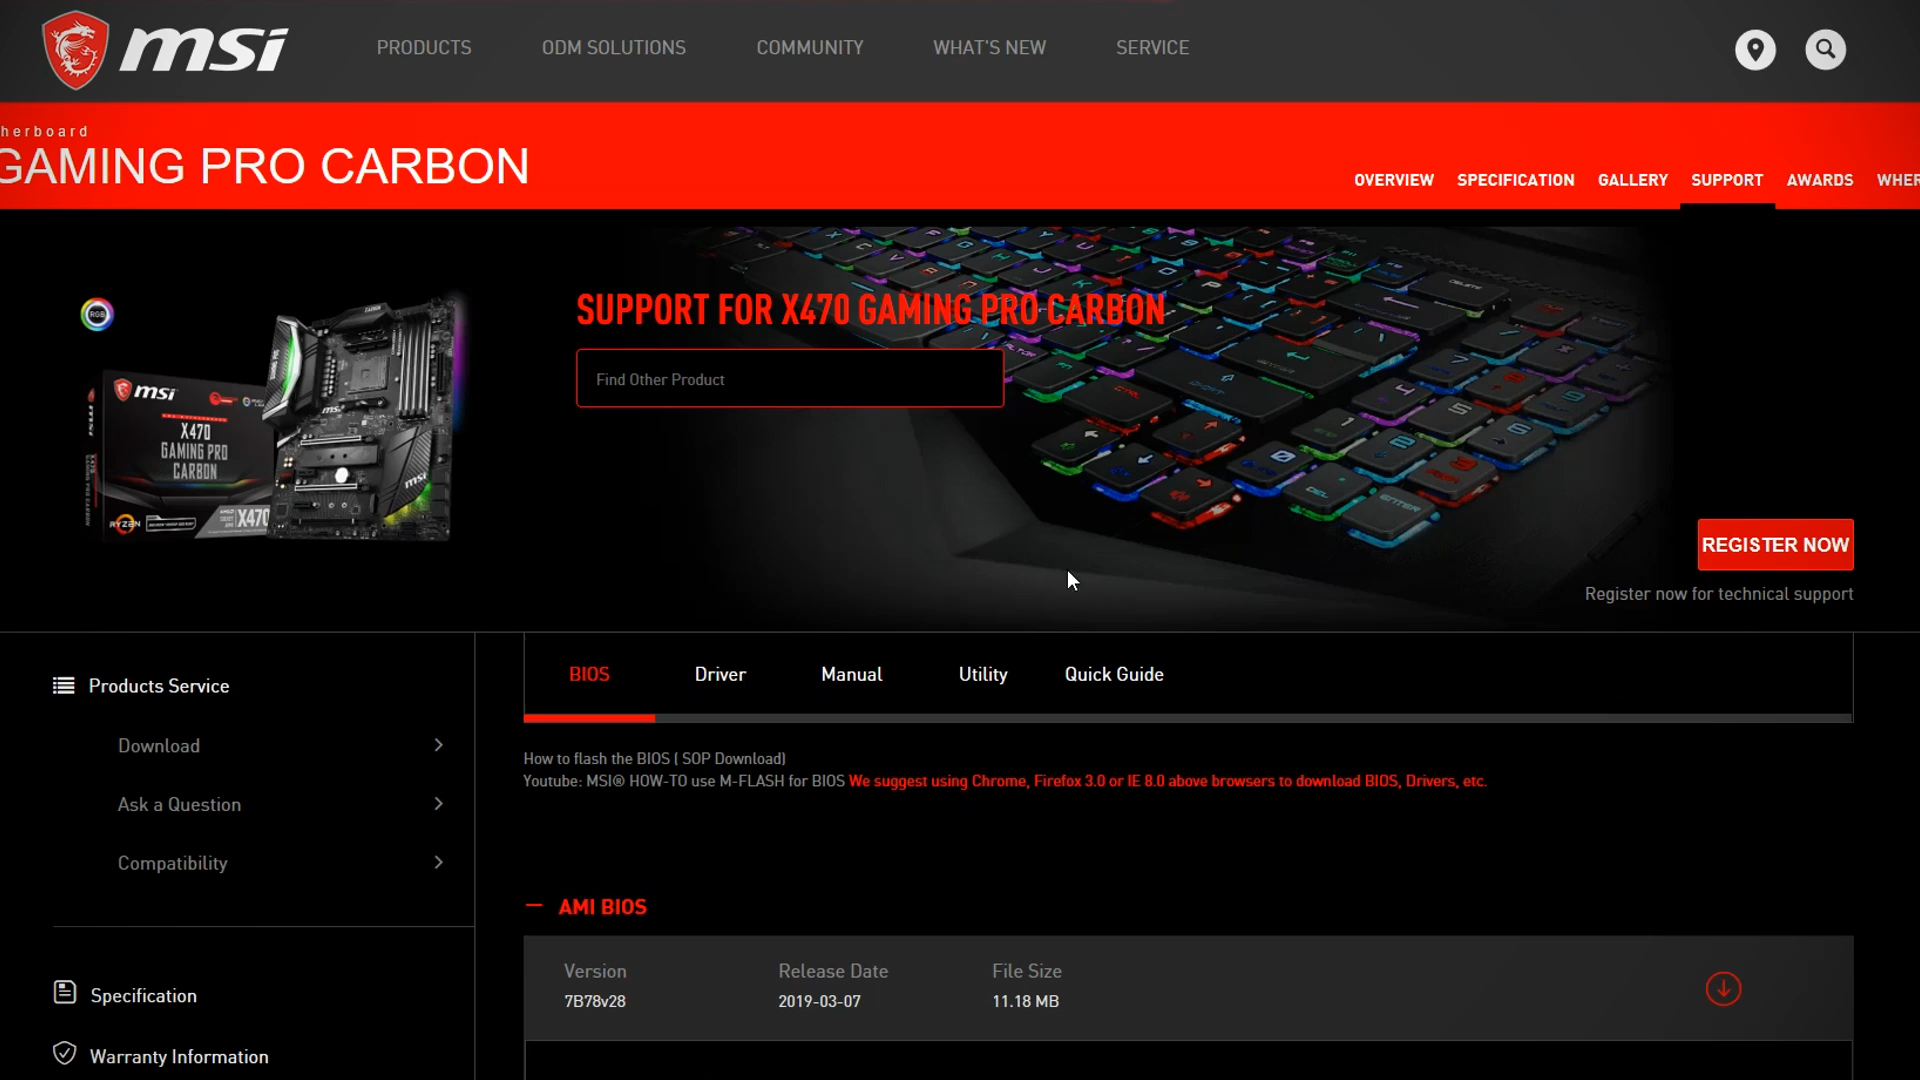 msi
PRODUCTS
ODM SOLUTIONS
COMMUNITY
WHAT'S NEW
SERVICE
herboard
GAMING PRO CARBON
OVERVIEW
SPECIFICATION
GALLERY
SUPPORT
AWARDS
WHER
SUPPORT FOR X470 GAMING PRO CARBON
Find Other Product
RGB
msi
X470
GAMING PRO
CARBON
RYZEN
X470
msi
msi
REGISTER NOW
Register now for technical support
Products Service
Download
Ask a Question
Compatibility
Specification
Warranty Information
BIOS
Driver
Manual
Utility
Quick Guide
How to flash the BIOS ( SOP Download)
Youtube: MSI® HOW-TO use M-FLASH for BIOS We suggest using Chrome, Firefox 3.0 or IE 8.0 above browsers to download BIOS, Drivers, etc.
AMI BIOS
Version
Release Date
File Size
7B78v28
2019-03-07
11.18 MB